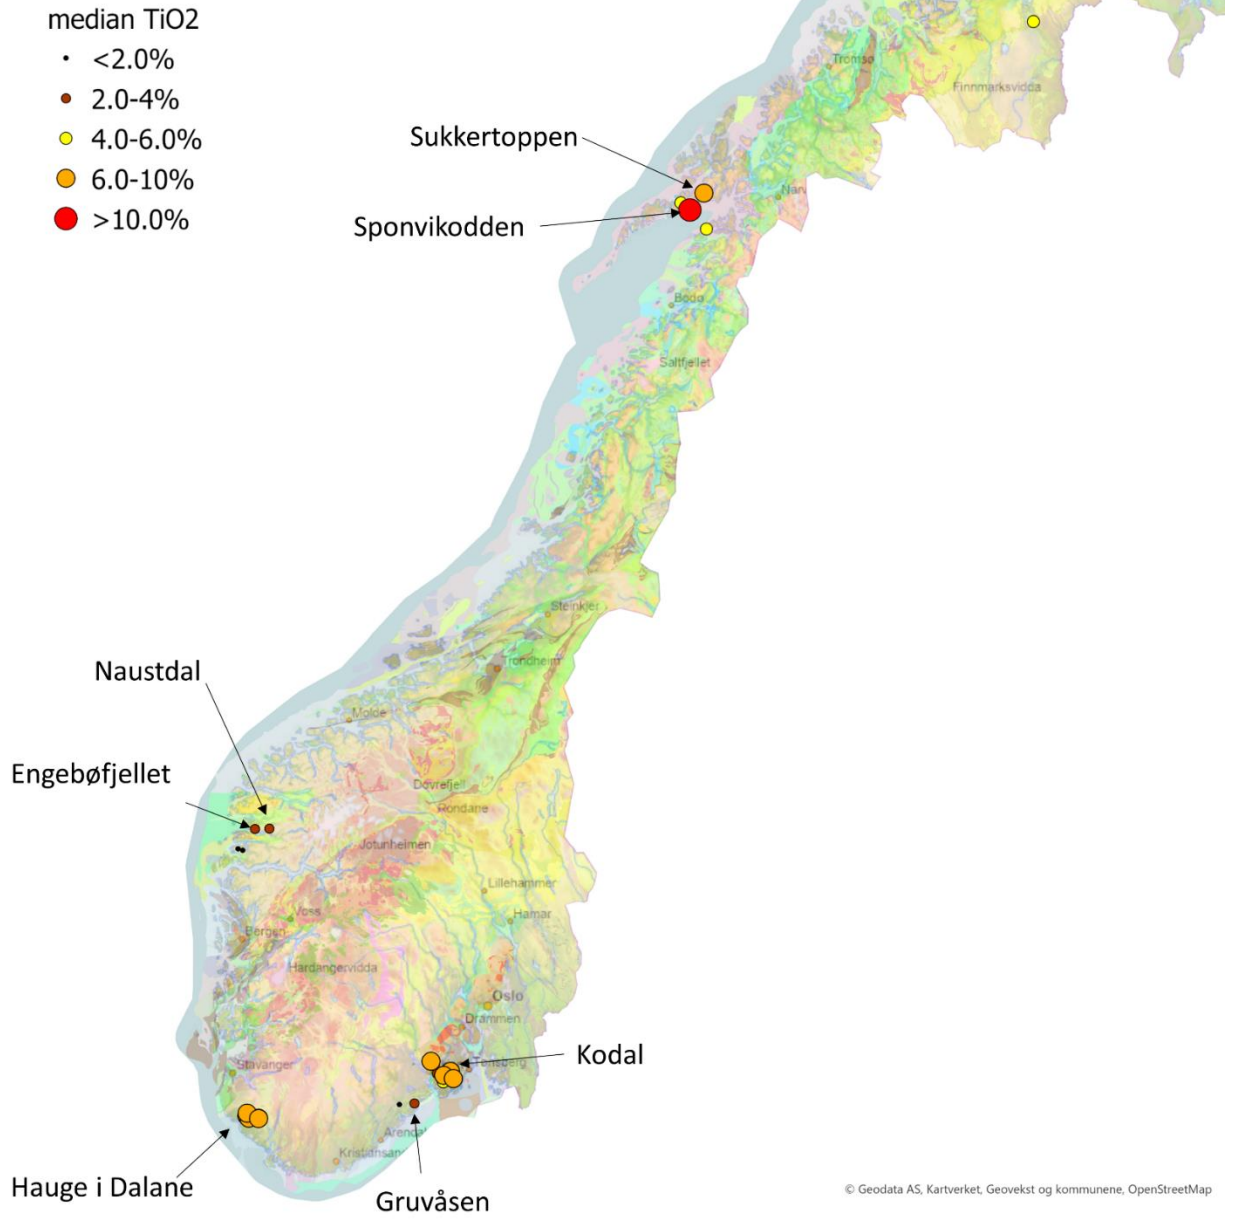 median TiO2
<2.0%
2.0-4%
4.0-6.0%
6.0-10%
>10.0%
Tromsø
Finnmarksvidda
Sukkertoppen
Narv
Sponvikodden
Bodø
Saltfjellet
Steinkjer
Trondheim
Naustdal
Molde
Engebøfjellet
Dovrefjell
Rondane
Jotunheimen
Lillehammer
Voss
Hamar
Bergen
Hardangervidda
Oslo
Drammen
Kodal
Tønsberg
Stavanger
Arendal
Kristiansan
Hauge i Dalane
Gruvåsen
© Geodata AS, Kartverket, Geovekst og kommunene, OpenStreetMap